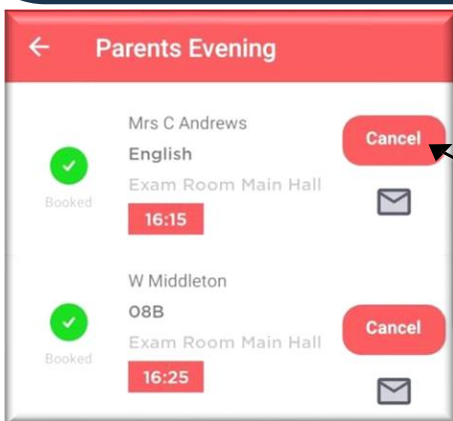 Parents Evening
Mrs C Andrews
Cancel
English
Exam Room Main Hall
Booked
16:15
W Middleton
08B
Cancel
Exam Room Main Hall
Booked
16:25